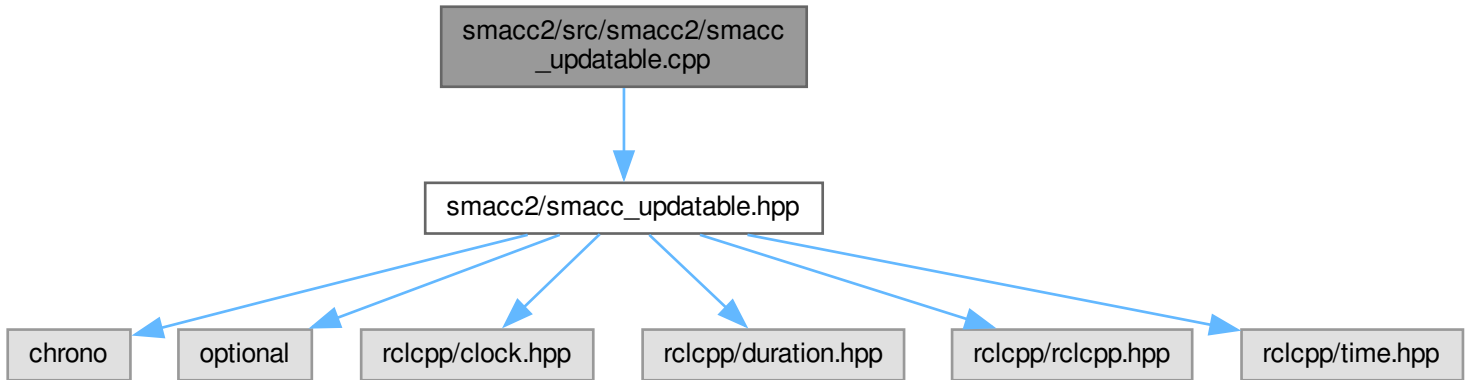 smacc2/src/smacc2/smacc
_updatable.cpp
smacc2/smacc_updatable.hpp
chrono
optional
rclcpp/clock.hpp
rclcpp/duration.hpp
rclcpp/rclcpp.hpp
rclcpp/time.hpp